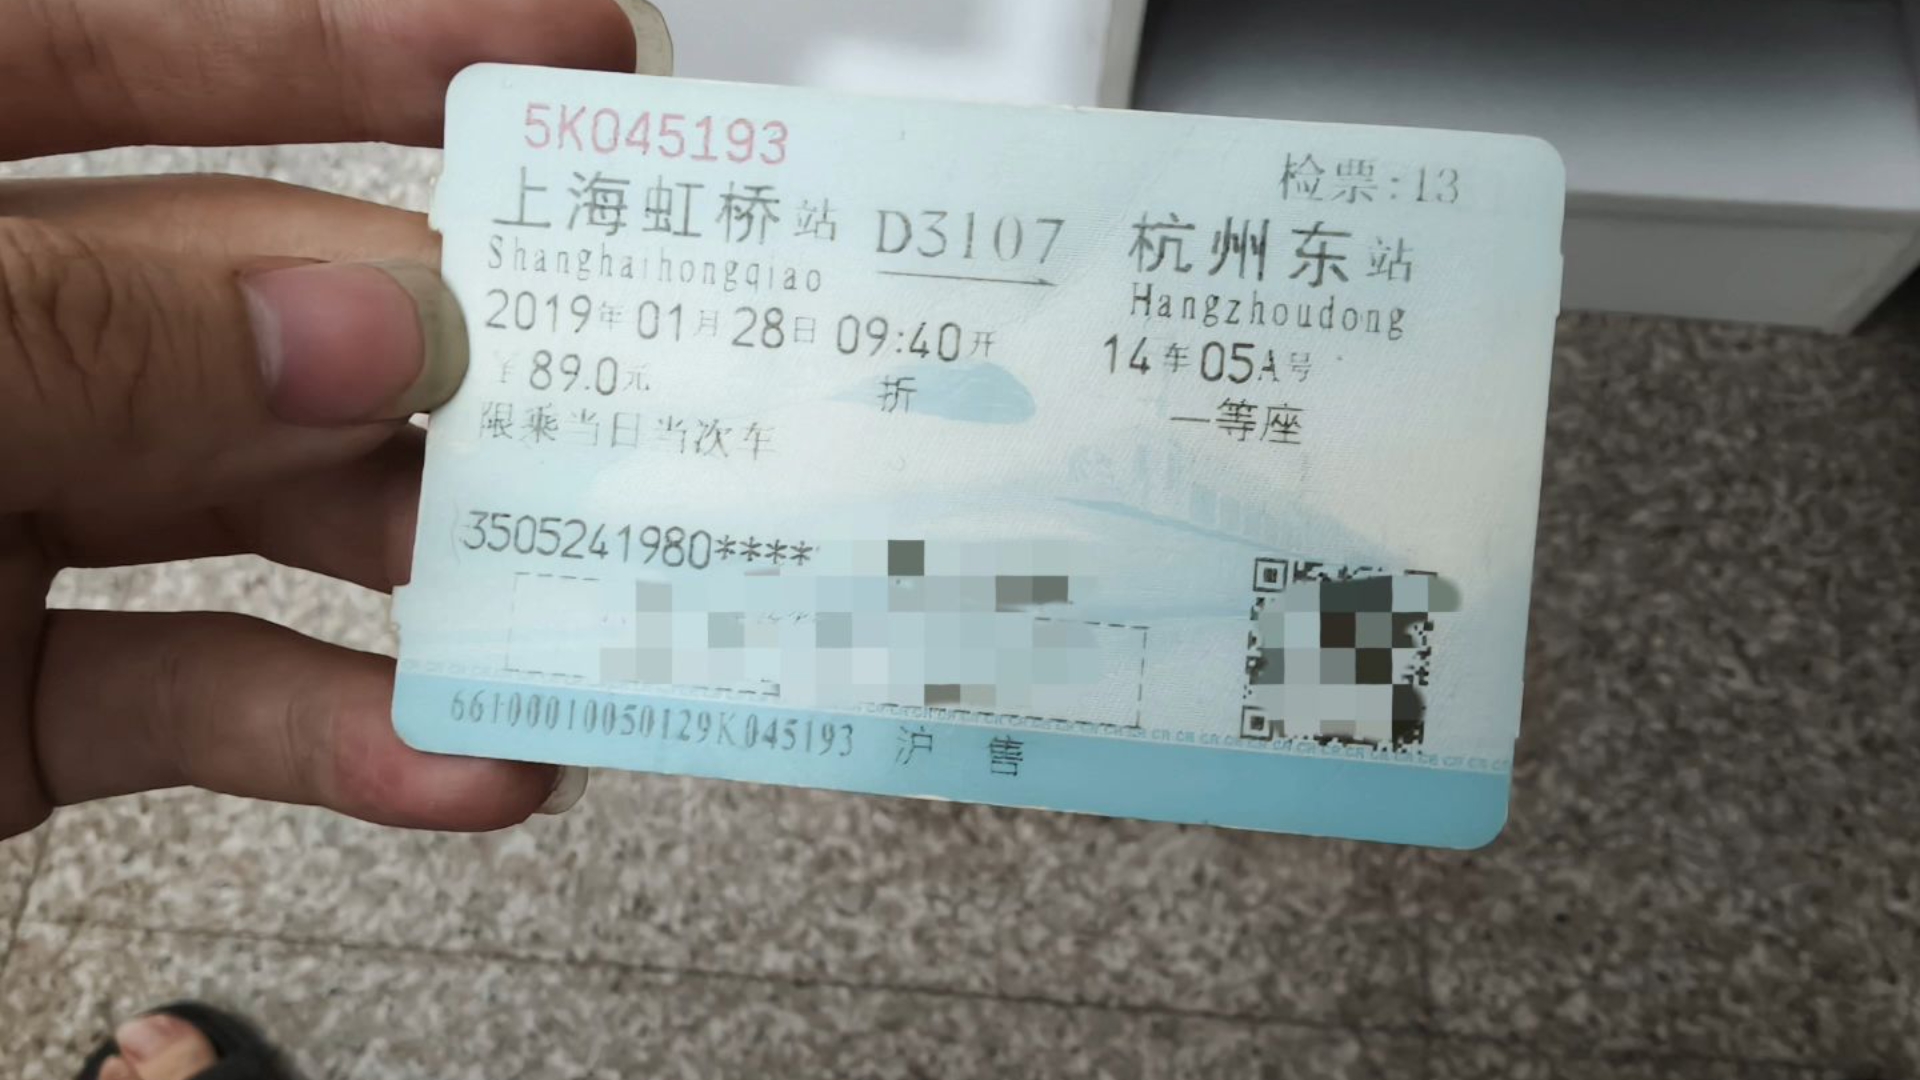 5K045193
检票:13
上海虹桥站 D3107 杭州东站
Shanghaihongqiao Hangzhoudong
2019年01月28日09:40开 14车05A号
¥89.0元 折 一等座
限乘当日当次车
3505241980****
66100010050129K045193 沪 售